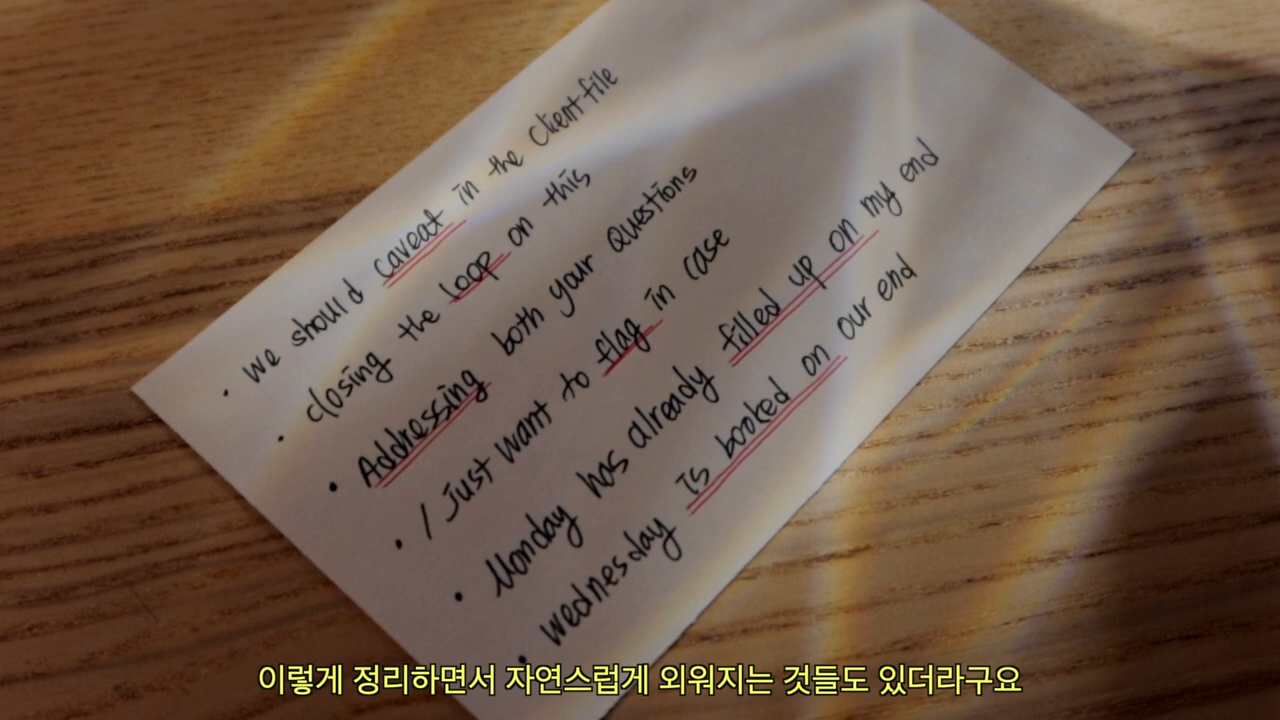 · we should caveat in the client file
· closing the loop on this
· Addressing both your questions
· I just want to flag in case
· Monday has already filled up on my end
· wednesday is booked on our end
이렇게 정리하면서 자연스럽게 외워지는 것들도 있더라구요